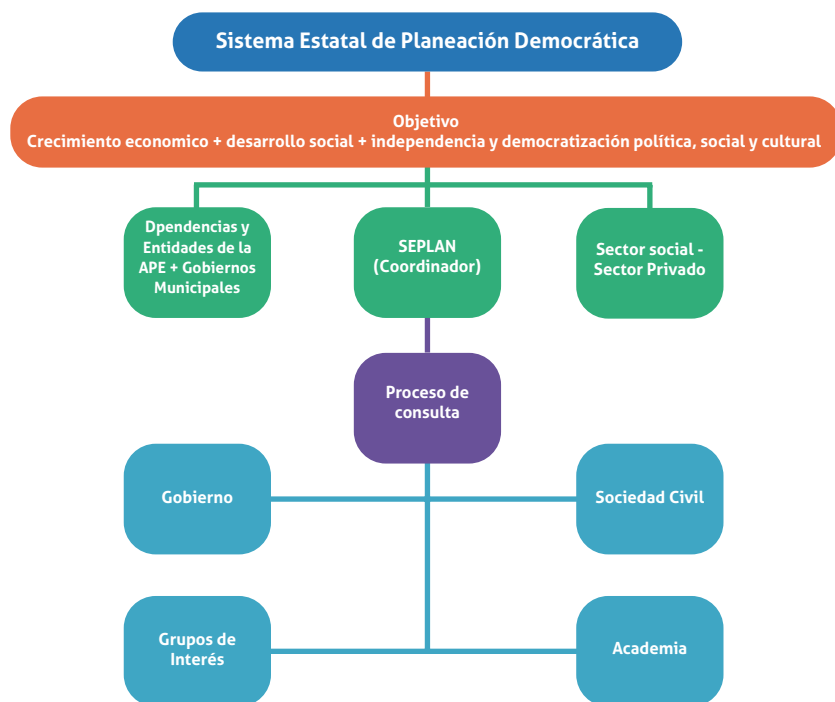 Sistema Estatal de Planeación Democrática
Objetivo
Crecimiento economico + desarrollo social + independencia y democratización política, social y cultural
Dpendencias y
Entidades de la
APE + Gobiernos
Municipales
SEPLAN
(Coordinador)
Sector social -
Sector Privado
Proceso de
consulta
Gobierno
Sociedad Civil
Grupos de
Interés
Academia